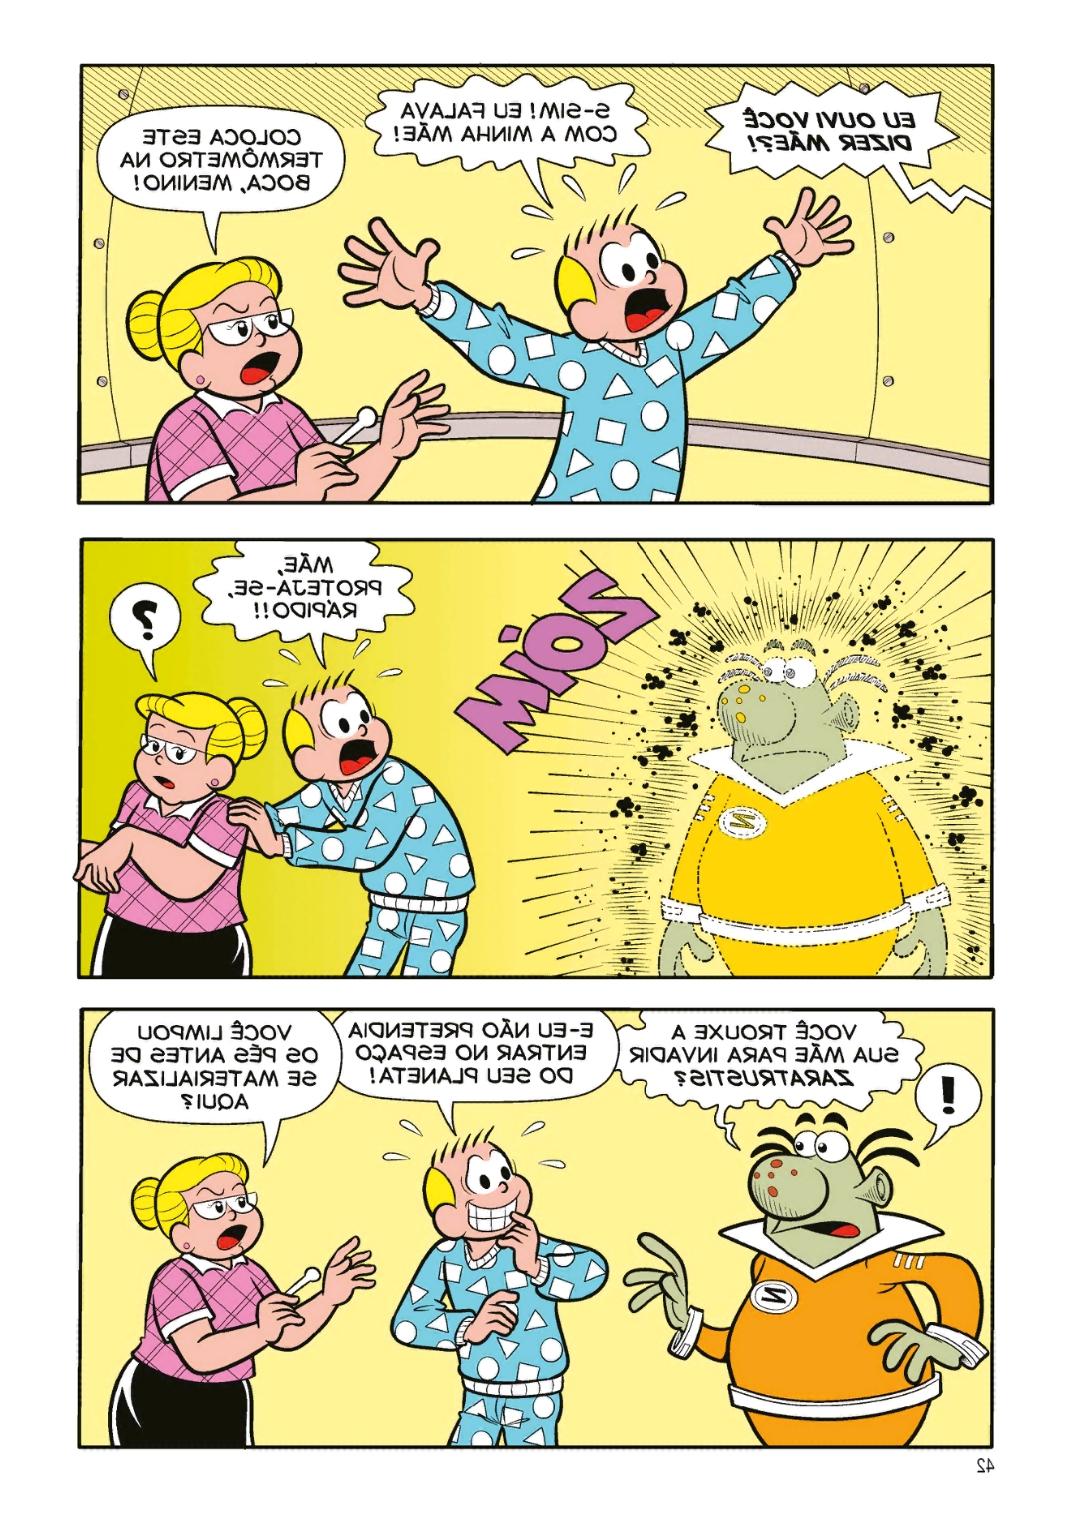 EU OUVI VOCÊ
DIZER MÃE?!
S-SIM! EU FALAVA
COM A MINHA MÃE!
COLOCA ESTE
TERMÔMETRO NA
BOCA, MENINO!
ZÓIM
MÃE,
PROTEJA-SE,
RÁPIDO!!
?
Z
!
VOCÊ TROUXE A
SUA MÃE PARA INVADIR
ZARATRUSTIS?
E-EU NÃO PRETENDIA
ENTRAR NO ESPAÇO
DO SEU PLANETA!
VOCÊ LIMPOU
OS PÉS ANTES DE
SE MATERIALIZAR
AQUI?
Z
42